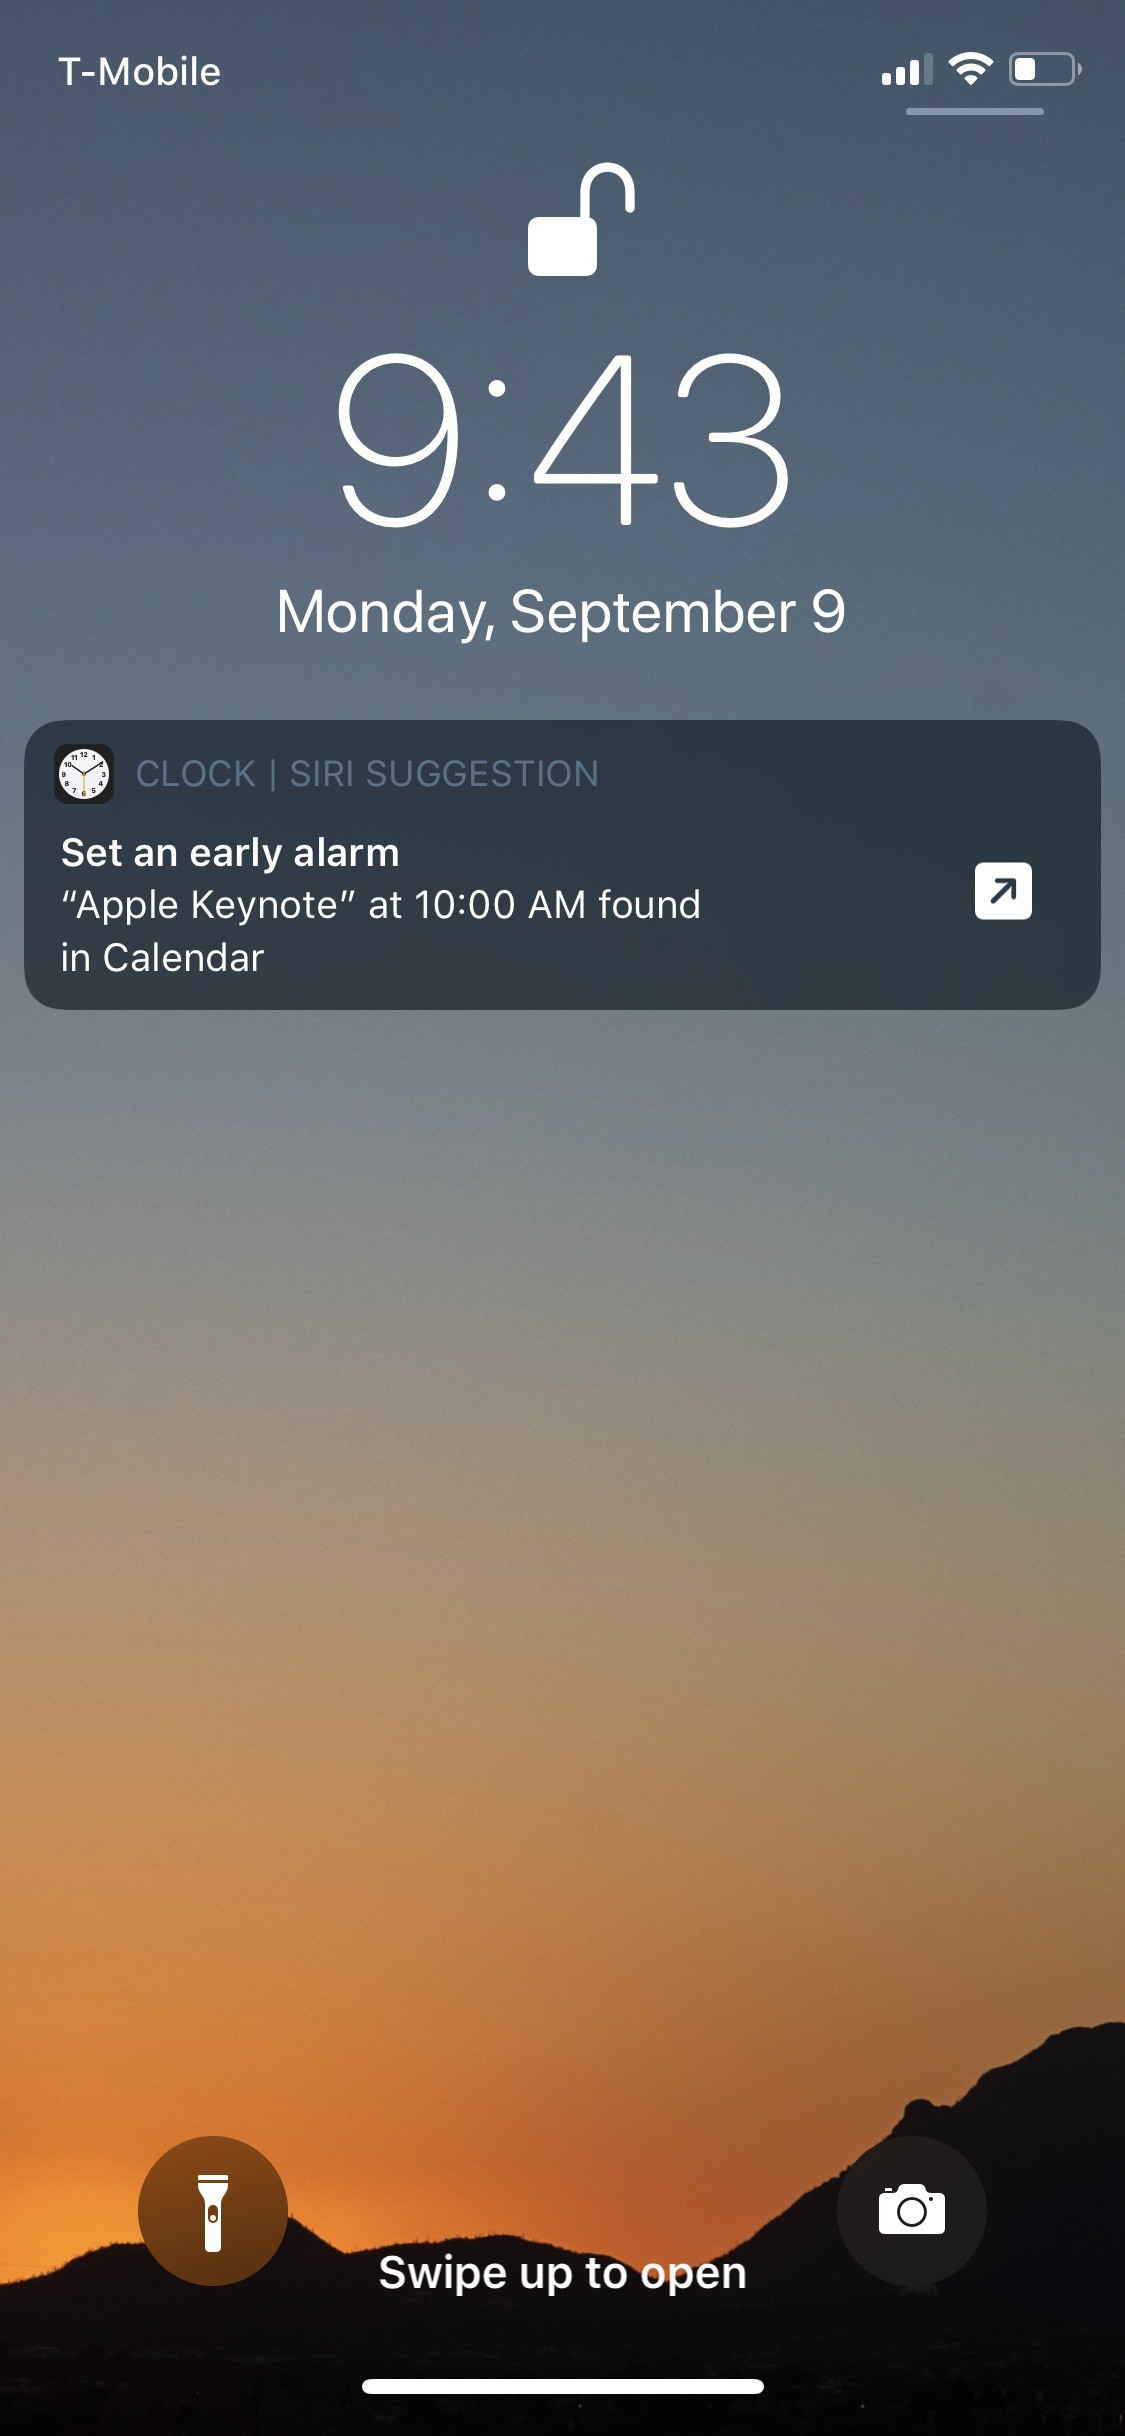 T-Mobile
9:43
Monday, September 9
CLOCK | SIRI SUGGESTION
Set an early alarm
“Apple Keynote” at 10:00 AM found
in Calendar
Swipe up to open